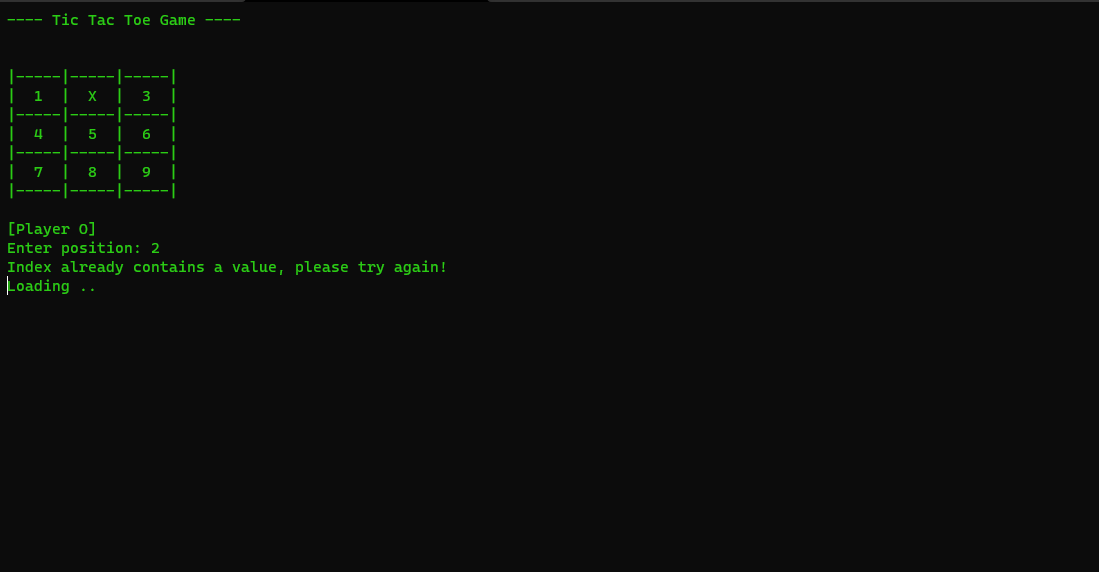 ---- Tic Tac Toe Game ----
|-----|-----|-----|
|  1  |  X  |  3  |
|-----|-----|-----|
|  4  |  5  |  6  |
|-----|-----|-----|
|  7  |  8  |  9  |
|-----|-----|-----|
[Player O]
Enter position: 2
Index already contains a value, please try again!
Loading ..